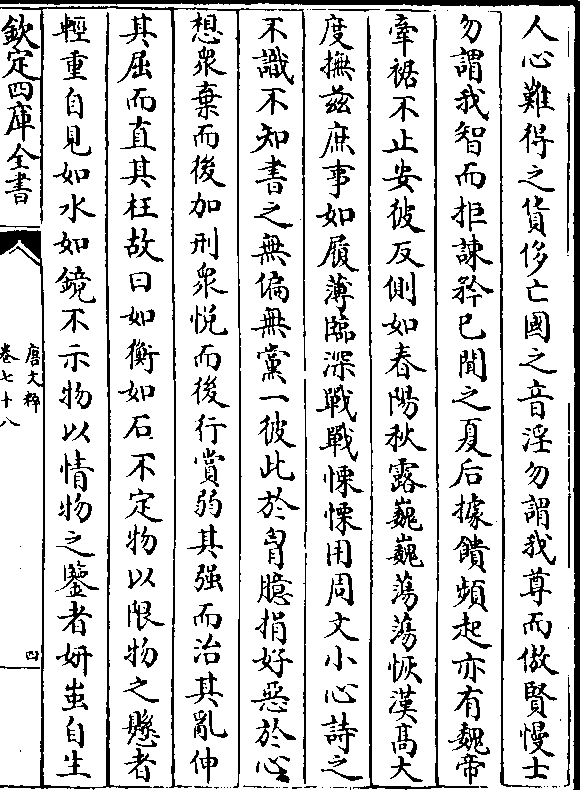 人心難得之貨侈亡國之音淫勿謂我尊而傲賢慢士
勿謂我智而拒諫矜已聞之夏后據饋頻起亦有魏帝
牽裾不止安彼反側如春陽秋露巍巍蕩蕩恢漢髙大
度撫茲庶事如履薄臨深戰戰慄慄用周文小心詩之
不識不知書之無偏無黨一彼此於胷臆捐好惡於心
想衆棄而後加刑衆悦而後行賞弱其强而治其亂伸
其屈而直其枉故曰如衡如石不定物以限物之懸者
輕重自見如水如鏡不示物以情物之鑒者妍蚩自生
欽定四庫全書
唐文粹
卷七十八
四